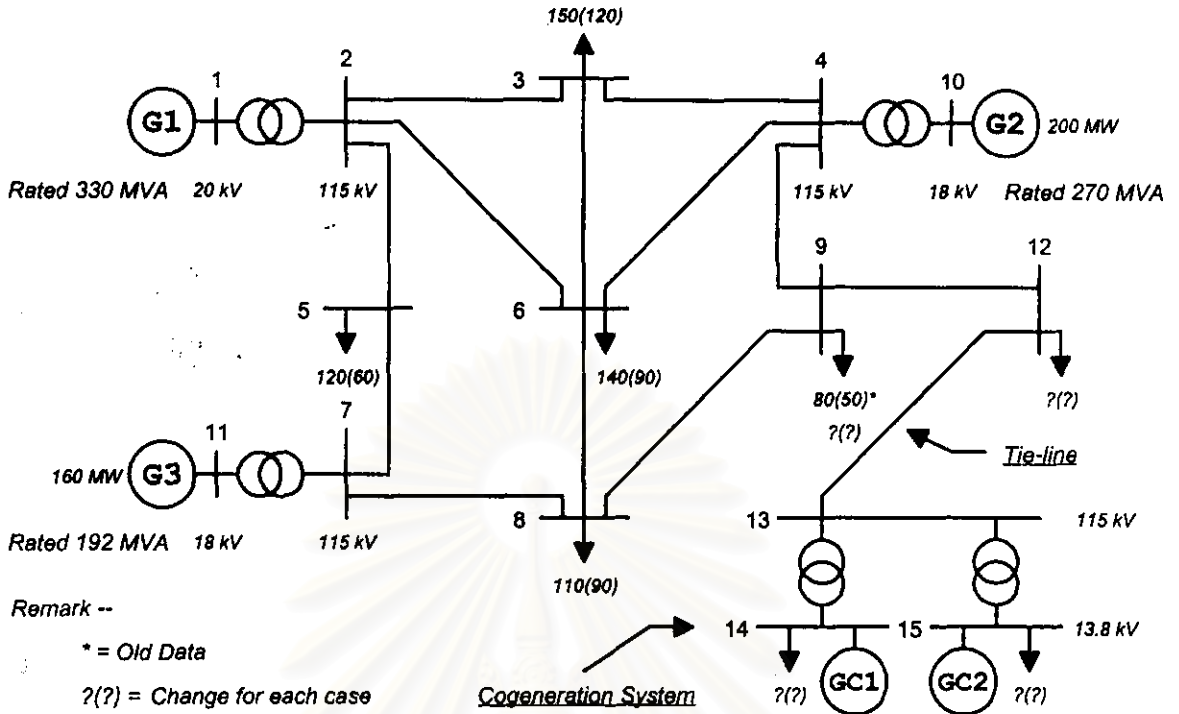 150(120)
2
3
4
1
10
G1
G2
200 MW
Rated 330 MVA
20 kV
115 kV
115 kV
18 kV
Rated 270 MVA
9
12
5
6
120(60)
140(90)
80(50)*
?(?)
?(?)
7
11
Tie-line
160 MW
G3
Rated 192 MVA
18 kV
115 kV
8
13
115 kV
110(90)
Remark --
* = Old Data
?(?) = Change for each case
14
15
13.8 kV
Cogeneration System
?(?)
GC1
GC2
?(?)